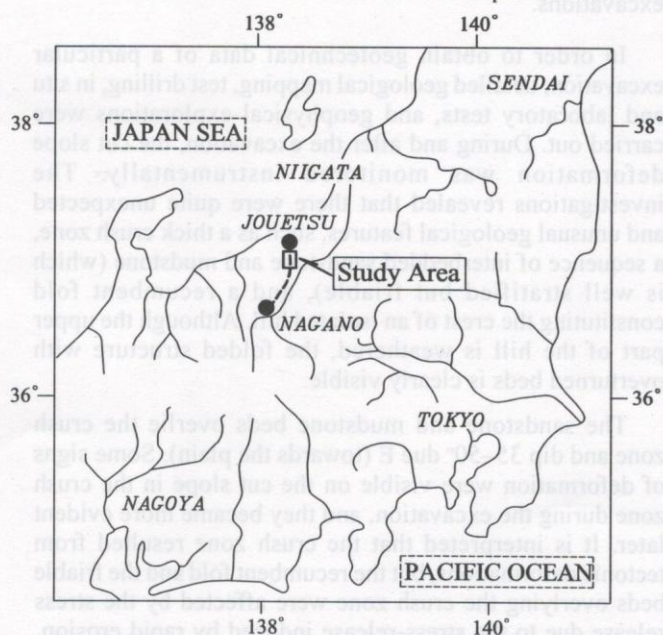 138°
140°
SENDAI
38°
38°
JAPAN SEA
NIIGATA
JOUETSU
Study Area
NAGANO
36°
36°
TOKYO
NAGOYA
PACIFIC OCEAN
138°
140°